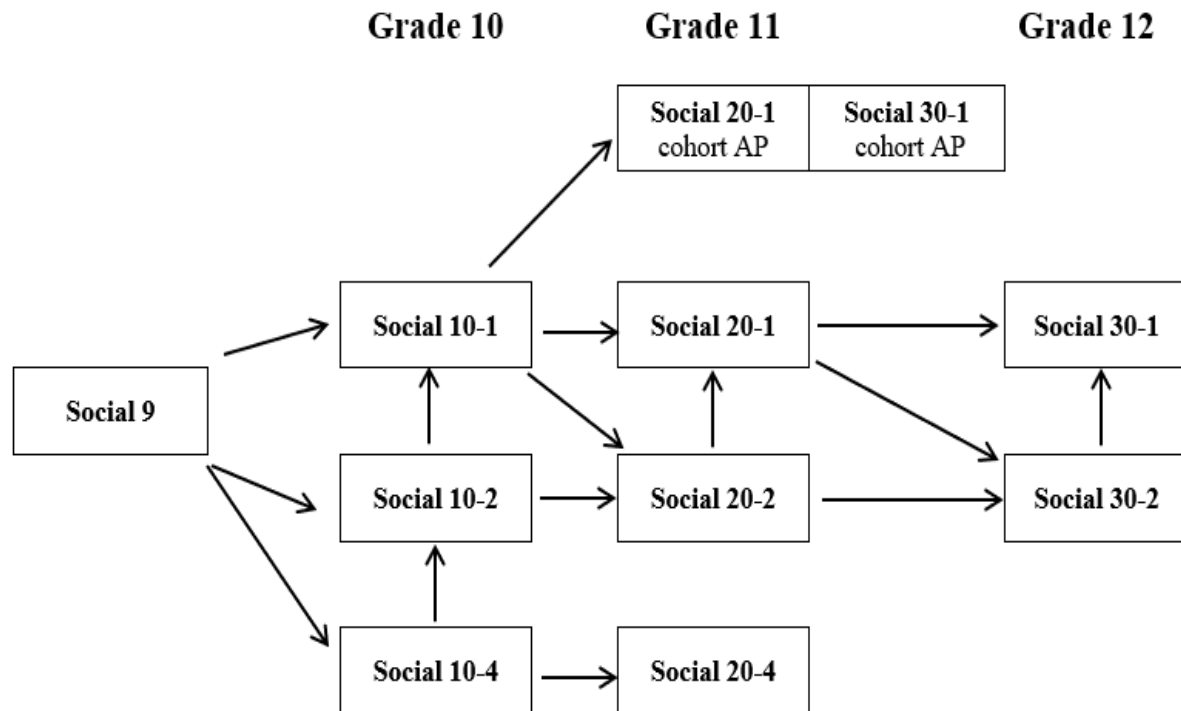 Grade 10
Grade 11
Grade 12
Social 20-1
cohort AP
Social 30-1
cohort AP
Social 10-1
Social 20-1
Social 30-1
Social 9
Social 10-2
Social 20-2
Social 30-2
Social 10-4
Social 20-4